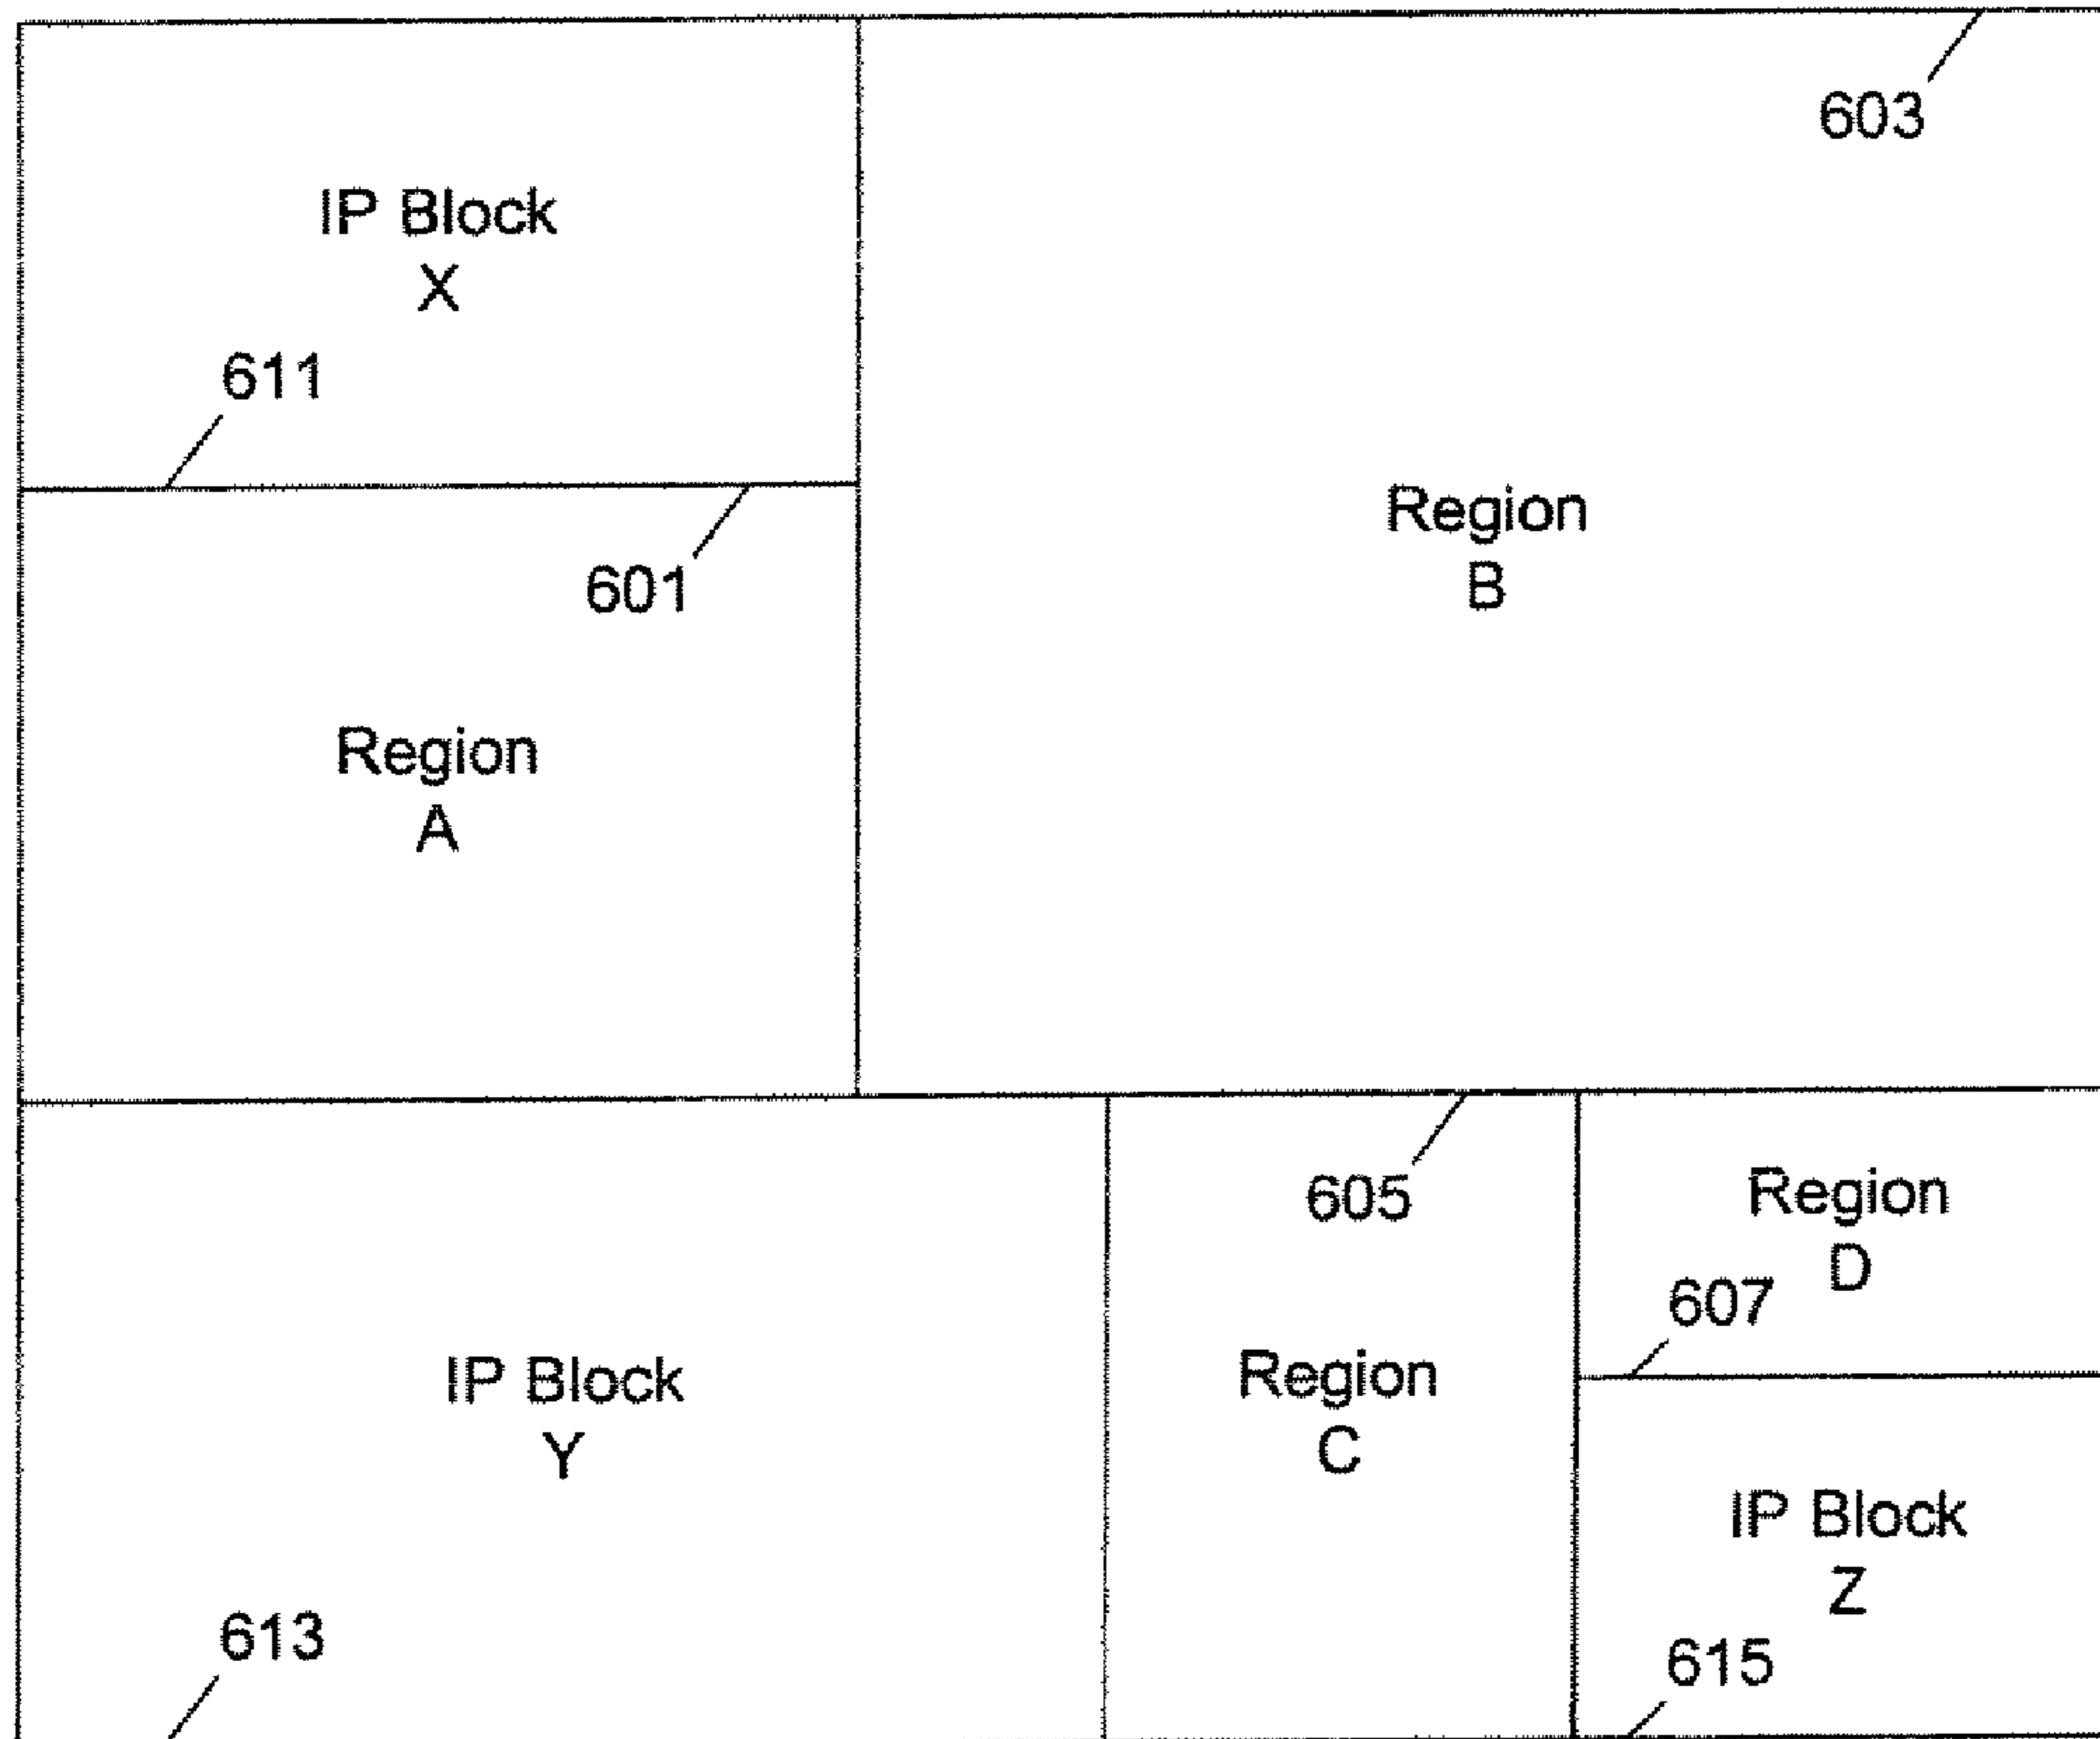 603
IP Block
X
611
601
Region
B
Region
A
605
Region
D
607
IP Block
Y
Region
C
IP Block
Z
613
615